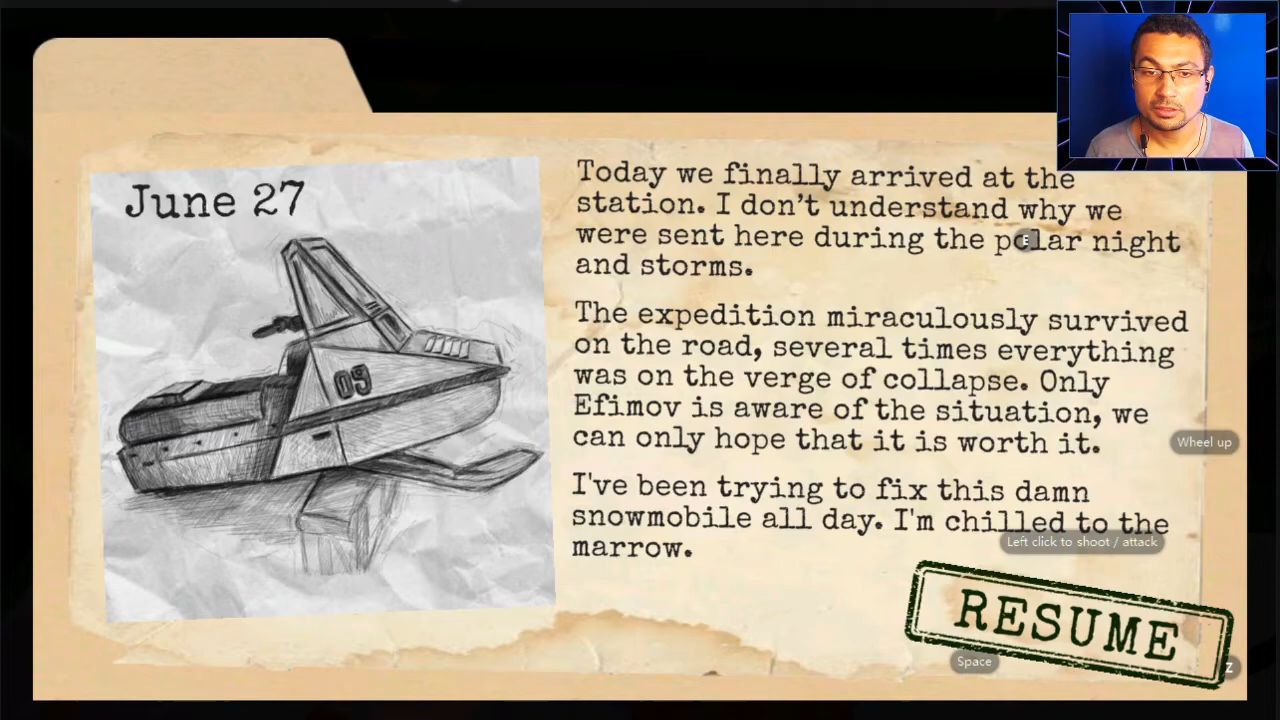 June 27
09
Today we finally arrived at the
station. I don't understand why we
were sent here during the polar night
and storms.
The expedition miraculously survived
on the road, several times everything
was on the verge of collapse. Only
Efimov is aware of the situation, we
can only hope that it is worth it.
I've been trying to fix this damn
snowmobile all day. I'm chilled to the
marrow.
E
Wheel up
Left click to shoot / attack
RESUME
Space
Z